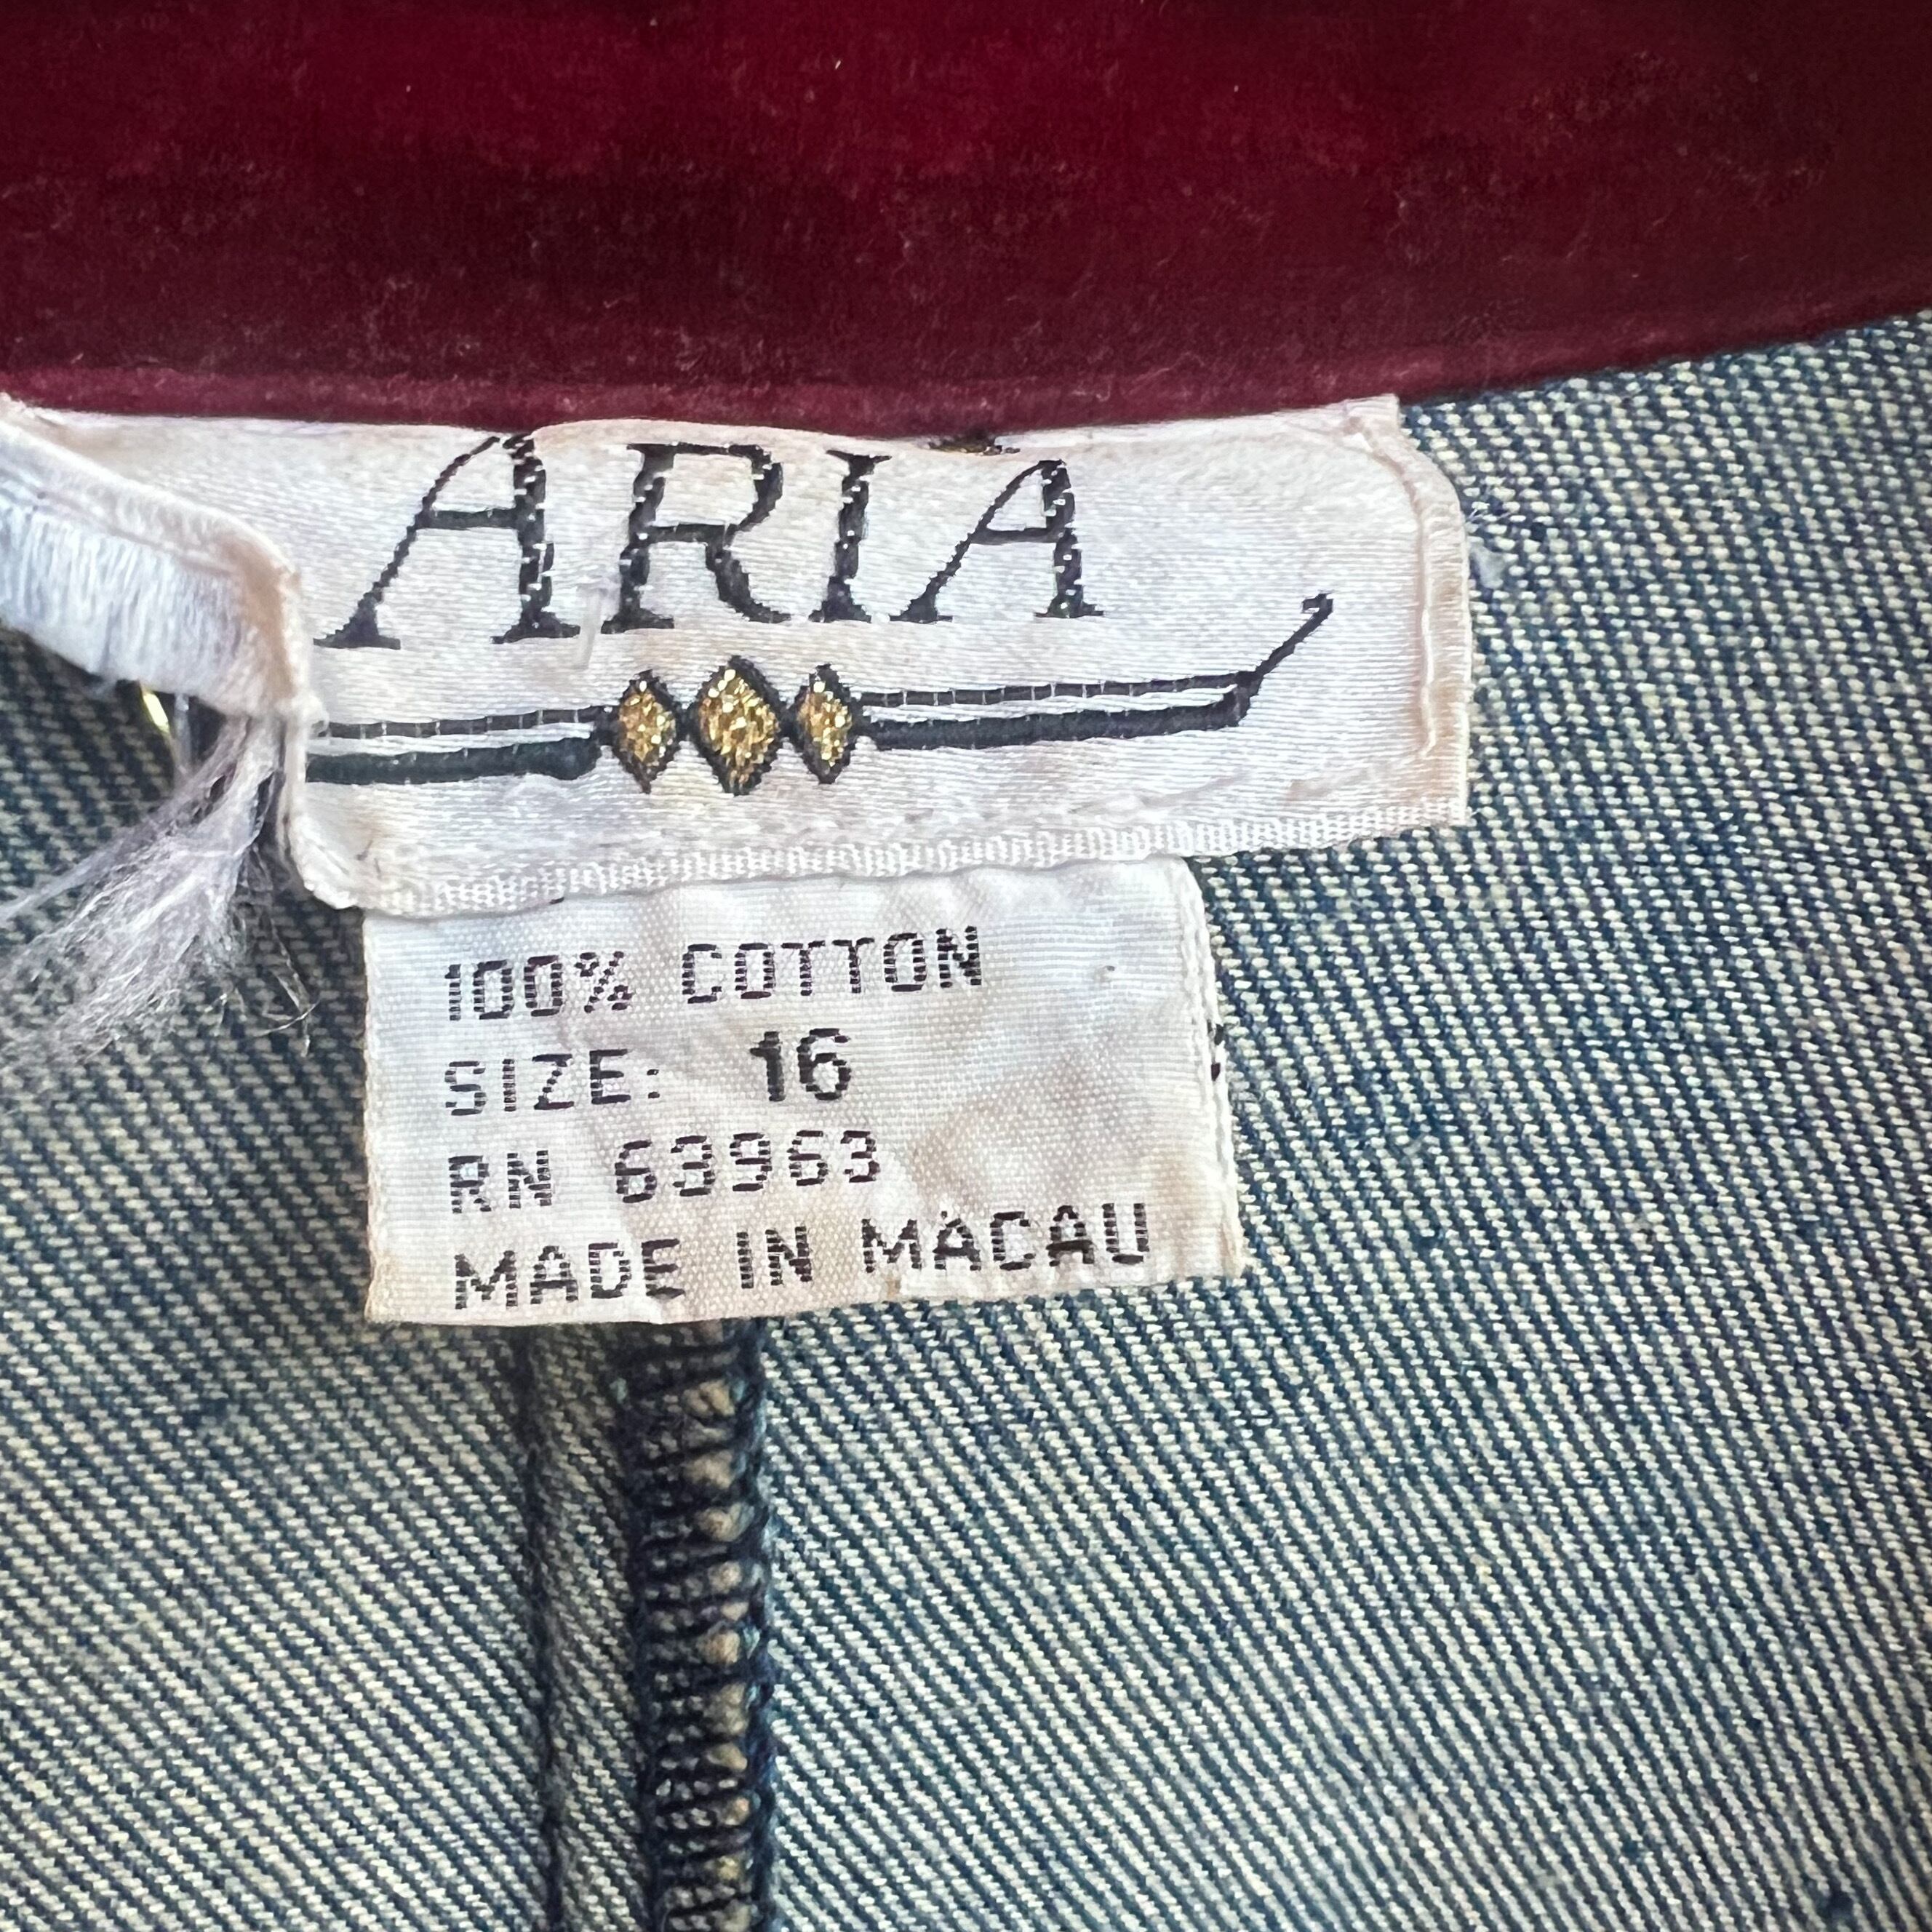 ARIA
100% COTTON
SIZE: 16
RN 63963
MADE IN MACAU